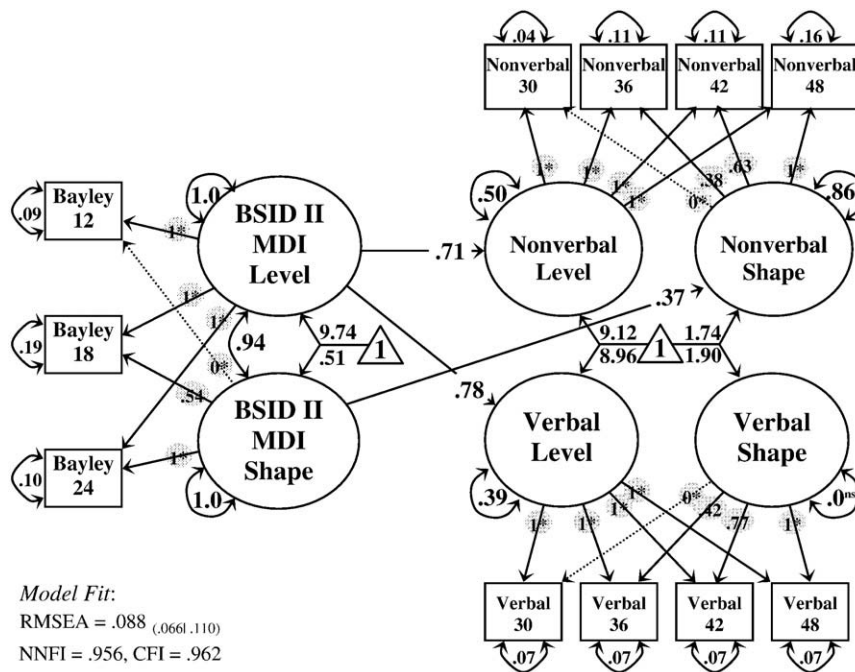 .04
.11
.11
.16
Nonverbal
30
Nonverbal
36
Nonverbal
42
Nonverbal
48
1*
1*
1*
1*
0*
.38
.63
1*
.50
Nonverbal
Level
.86
Nonverbal
Shape
.09
Bayley
12
1*
1.0
BSID II
MDI
Level
.71
.19
Bayley
18
1*
1*
0*
.54
.94
9.74
.51
1
.37
9.12
8.96
1
1.74
1.90
.10
Bayley
24
1*
1.0
BSID II
MDI
Shape
.78
Verbal
Level
Verbal
Shape
.39
.0ns
1*
1*
1*
1*
0*
.42
.77
1*
Verbal
30
Verbal
36
Verbal
42
Verbal
48
.07
.07
.07
.07
Model Fit:
RMSEA = .088 (.066| .110)
NNFI = .956, CFI = .962